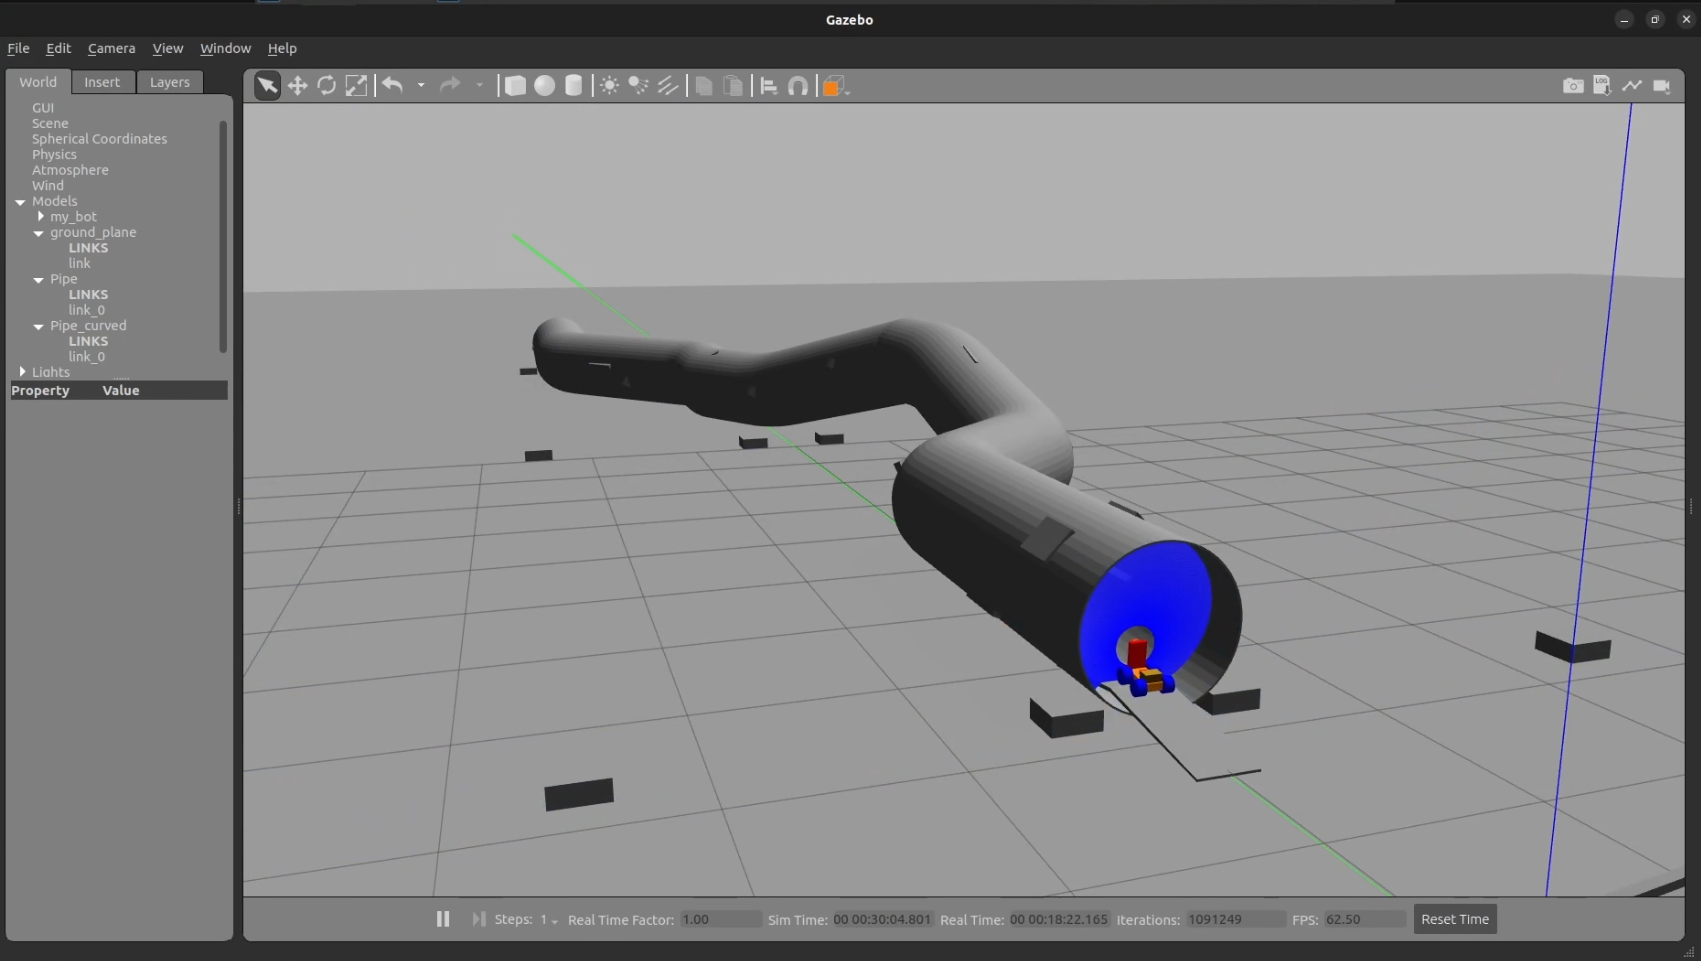 Gazebo
File Edit Camera View Window Help
World Insert Layers
GUI
Scene
Spherical Coordinates
Physics
Atmosphere
Wind
Models
my_bot
ground_plane
LINKS
link
Pipe
LINKS
link_0
Pipe_curved
LINKS
link_0
Lights
Property Value
LOG
Steps: 1 Real Time Factor: 1.00 Sim Time: 00 00:30:04.801 Real Time: 00 00:18:22.165 Iterations: 1091249 FPS: 62.50 Reset Time